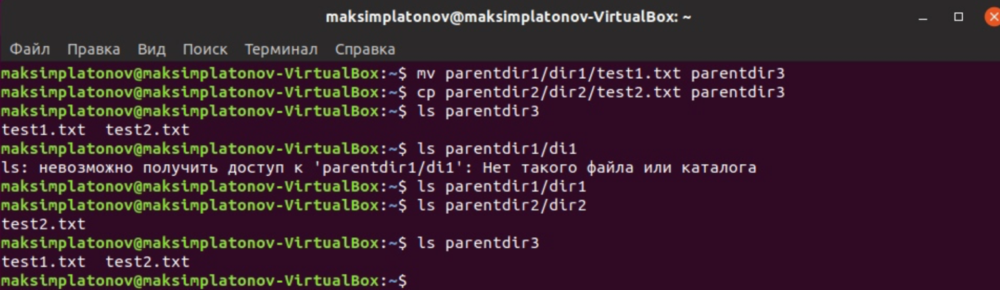 maksimplatonov@maksimplatonov-VirtualBox: ~
Файл Правка Вид Поиск Терминал Справка
maksimplatonov@maksimplatonov-VirtualBox:~$ mv parentdir1/dir1/test1.txt parentdir3
maksimplatonov@maksimplatonov-VirtualBox:~$ cp parentdir2/dir2/test2.txt parentdir3
maksimplatonov@maksimplatonov-VirtualBox:~$ ls parentdir3
test1.txt  test2.txt
maksimplatonov@maksimplatonov-VirtualBox:~$ ls parentdir1/di1
ls: невозможно получить доступ к 'parentdir1/di1': Нет такого файла или каталога
maksimplatonov@maksimplatonov-VirtualBox:~$ ls parentdir1/dir1
maksimplatonov@maksimplatonov-VirtualBox:~$ ls parentdir2/dir2
test2.txt
maksimplatonov@maksimplatonov-VirtualBox:~$ ls parentdir3
test1.txt  test2.txt
maksimplatonov@maksimplatonov-VirtualBox:~$